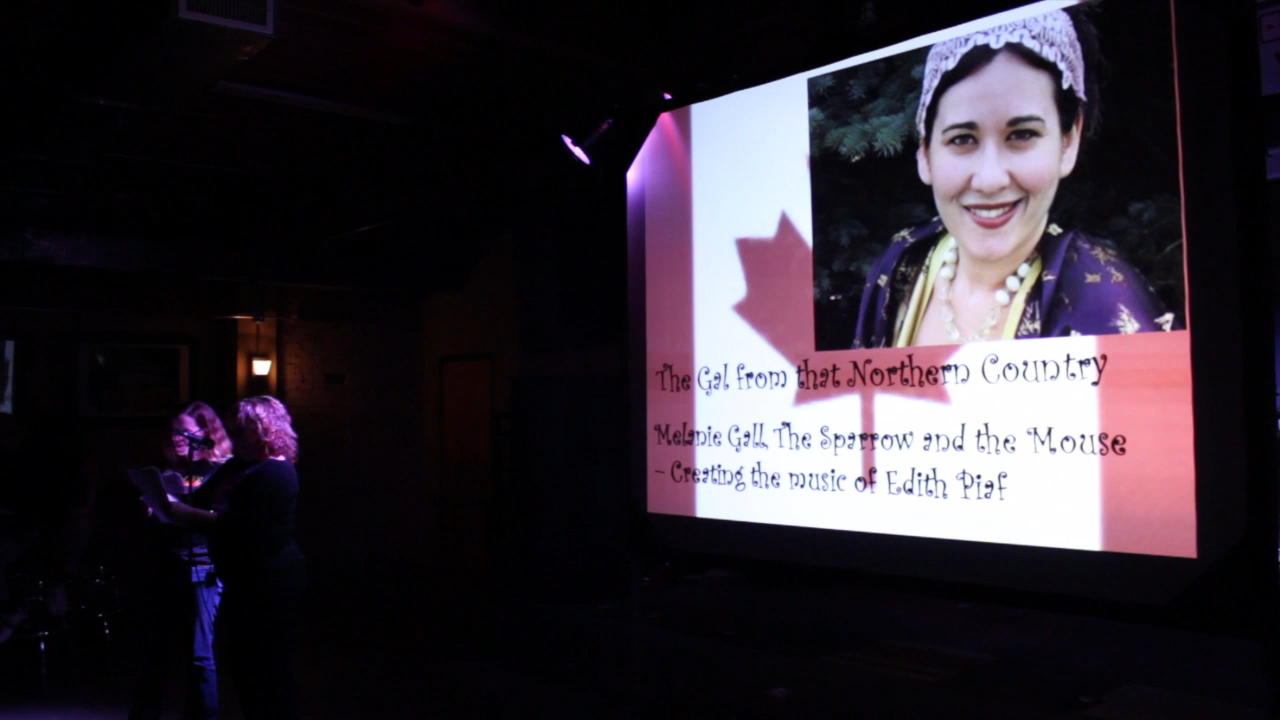 The Gal from that Northern Country
Melanie Gall, The Sparrow and the Mouse
– Creating the music of Edith Piaf